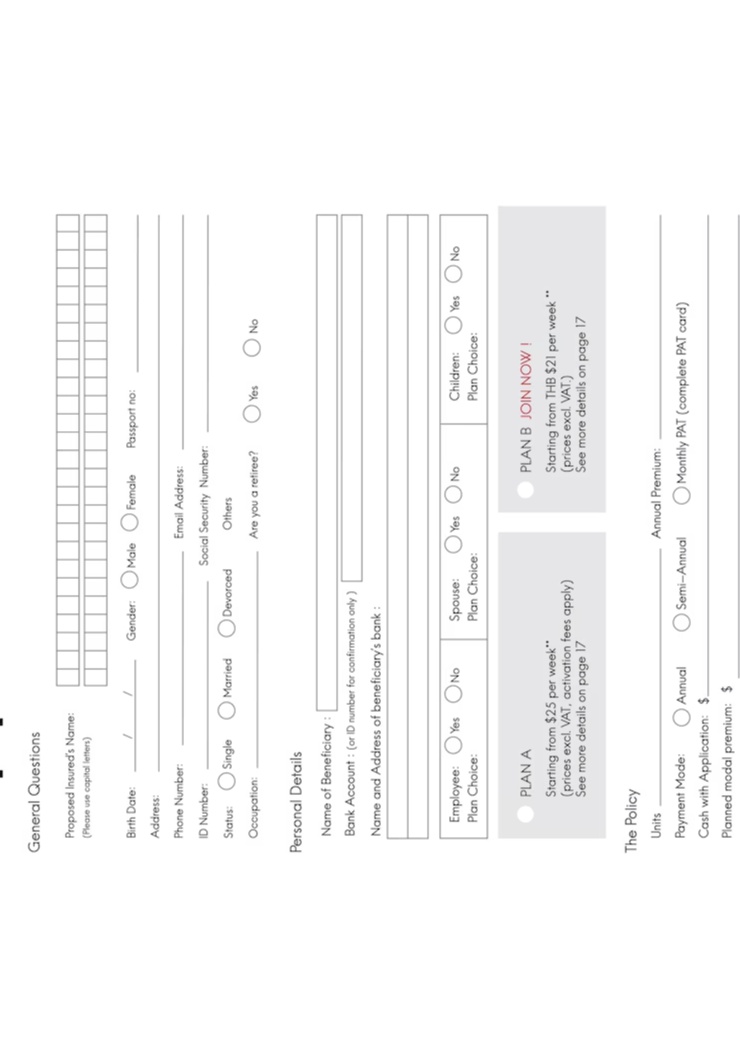 General Questions
Proposed Insured's Name:
(Please use capital letters)
Birth Date: / / Gender: Male Female Passport no:
Address:
Phone Number: Email Address:
ID Number: Social Security Number:
Status: Single Married Devorced Others
Occupation: Are you a retiree? Yes No
Personal Details
Name of Beneficiary :
Bank Account : (or ID number for confirmation only )
Name and Address of beneficiary's bank :
Employee: Yes No Spouse: Yes No Children: Yes No
Plan Choice: Plan Choice: Plan Choice:
PLAN A
Starting from $25 per week**
(prices excl. VAT, activation fees apply)
See more details on page 17
PLAN B JOIN NOW !
Starting from THB $21 per week **
(prices excl. VAT.)
See more details on page 17
The Policy
Units Annual Premium:
Payment Mode: Annual Semi-Annual Monthly PAT (complete PAT card)
Cash with Application: $
Planned modal premium: $